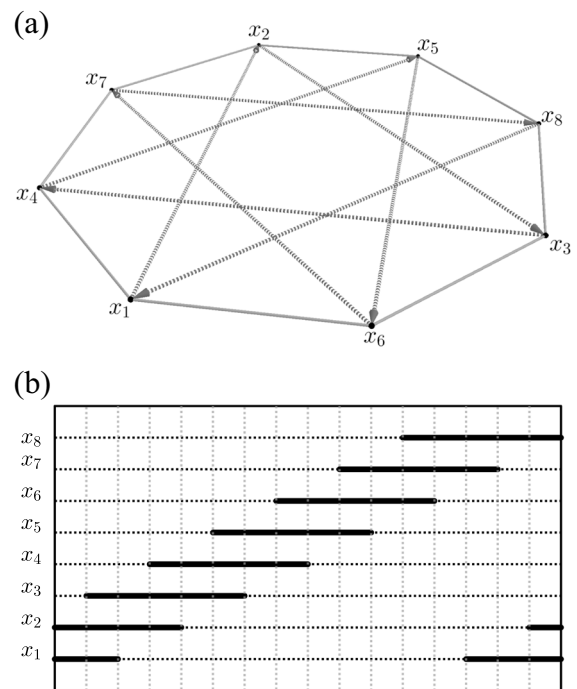 (a)
x₂
x₅
x₇
x₈
x₄
x₃
x₁
x₆
(b)
x₈
x₇
x₆
x₅
x₄
x₃
x₂
x₁